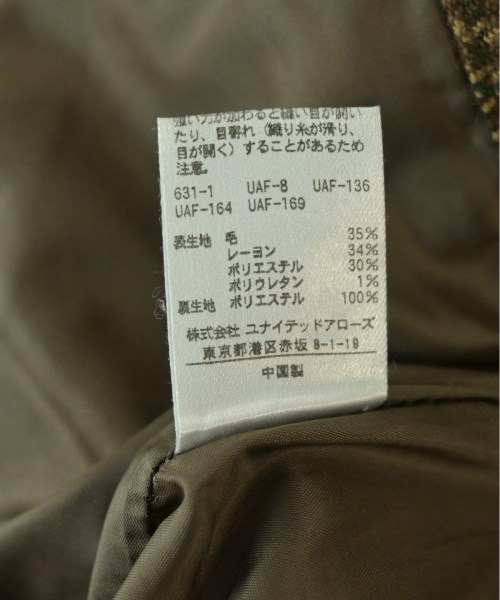 強い力が加わると縫い目が開い
たり、目寄れ（織り糸が滑り、
目が開く）することがあるため
注意。
631-1 UAF-8 UAF-136
UAF-164 UAF-169
表生地 毛 35%
レーヨン 34%
ポリエステル 30%
ポリウレタン 1%
裏生地 ポリエステル 100%
株式会社 ユナイテッドアローズ
東京都港区赤坂 8-1-19
中国製